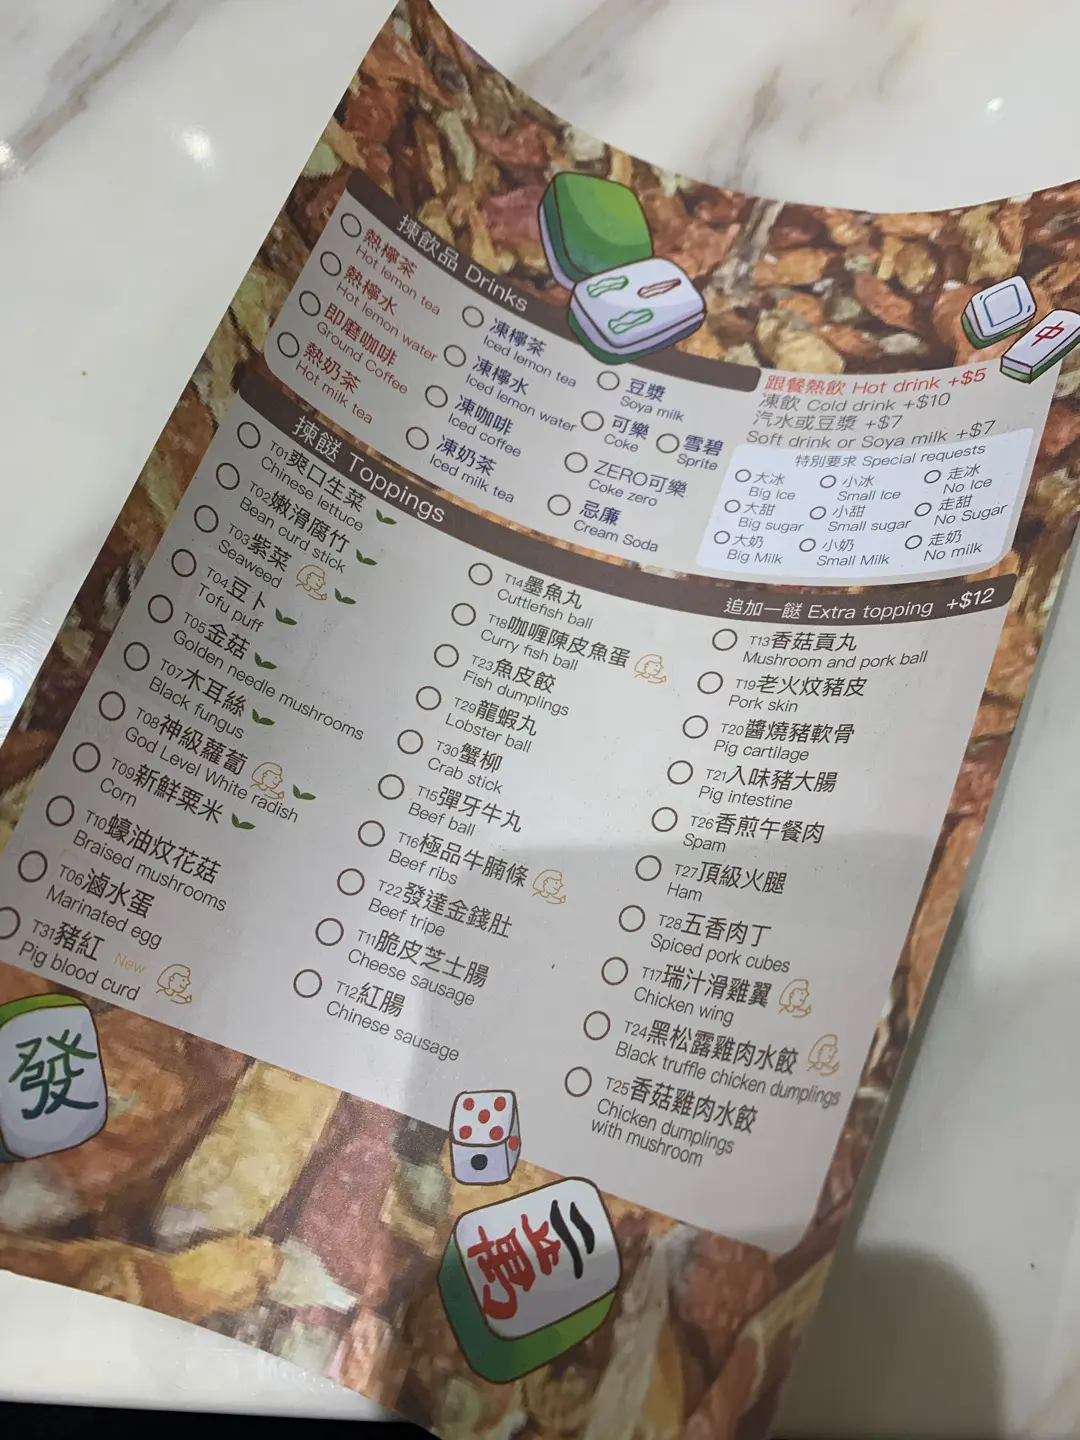 揀飲品 Drinks
熱檸茶
Hot lemon tea
熱檸水
Hot lemon water
即磨咖啡
Ground Coffee
熱奶茶
Hot milk tea
凍檸茶
Iced lemon tea
凍檸水
Iced lemon water
凍咖啡
Iced coffee
凍奶茶
Iced milk tea
豆漿
Soya milk
可樂
Coke
雪碧
Sprite
ZERO可樂
Coke zero
忌廉
Cream Soda
跟餐熱飲 Hot drink +$5
凍飲 Cold drink +$10
汽水或豆漿 +$7
Soft drink or Soya milk +$7
特別要求 Special requests
大冰
Big Ice
小冰
Small Ice
走冰
No Ice
大甜
Big sugar
小甜
Small sugar
走甜
No Sugar
大奶
Big Milk
小奶
Small Milk
走奶
No milk
揀餸 Toppings
追加一餸 Extra topping +$12
T01爽口生菜
Chinese lettuce
T02嫩滑腐竹
Bean curd stick
T03紫菜
Seaweed
T04豆卜
Tofu puff
T05金菇
Golden needle mushrooms
T07木耳絲
Black fungus
T08神級蘿蔔
God Level White radish
T09新鮮粟米
Corn
T10蠔油炆花菇
Braised mushrooms
T06滷水蛋
Marinated egg
T31豬紅 New
Pig blood curd
T14墨魚丸
Cuttlefish ball
T18咖喱陳皮魚蛋
Curry fish ball
T23魚皮餃
Fish dumplings
T29龍蝦丸
Lobster ball
T30蟹柳
Crab stick
T15彈牙牛丸
Beef ball
T16極品牛腩條
Beef ribs
T22發達金錢肚
Beef tripe
T11脆皮芝士腸
Cheese sausage
T12紅腸
Chinese sausage
T13香菇貢丸
Mushroom and pork ball
T19老火炆豬皮
Pork skin
T20醬燒豬軟骨
Pig cartilage
T21入味豬大腸
Pig intestine
T26香煎午餐肉
Spam
T27頂級火腿
Ham
T28五香肉丁
Spiced pork cubes
T17瑞汁滑雞翼
Chicken wing
T24黑松露雞肉水餃
Black truffle chicken dumplings
T25香菇雞肉水餃
Chicken dumplings
with mushroom
中
發
二萬